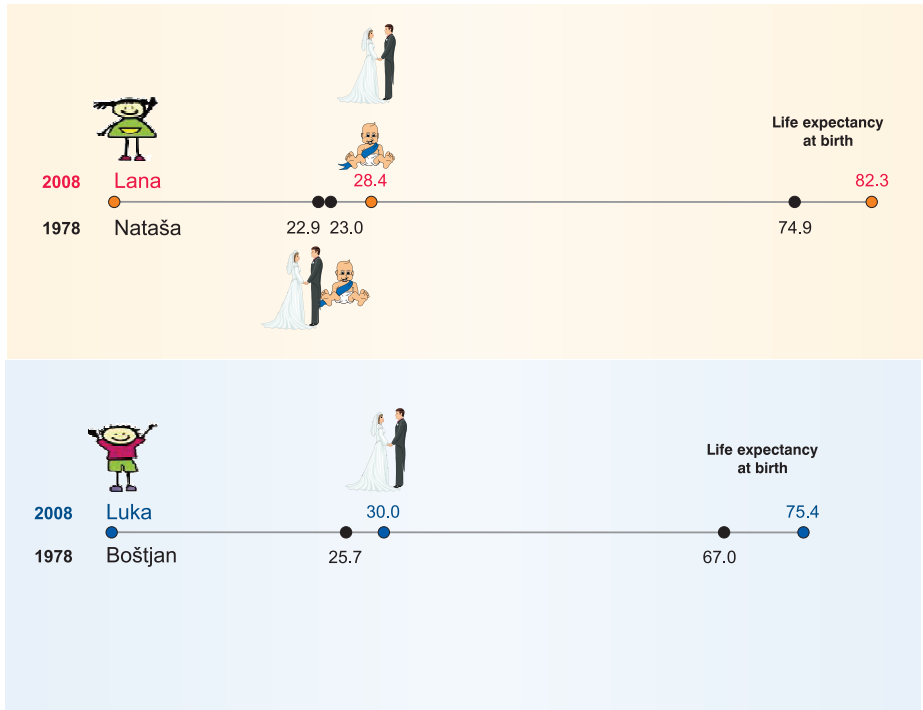 Life expectancy
at birth
2008 Lana 28.4 82.3
1978 Nataša 22.9 23.0 74.9
Life expectancy
at birth
2008 Luka 30.0 75.4
1978 Boštjan 25.7 67.0